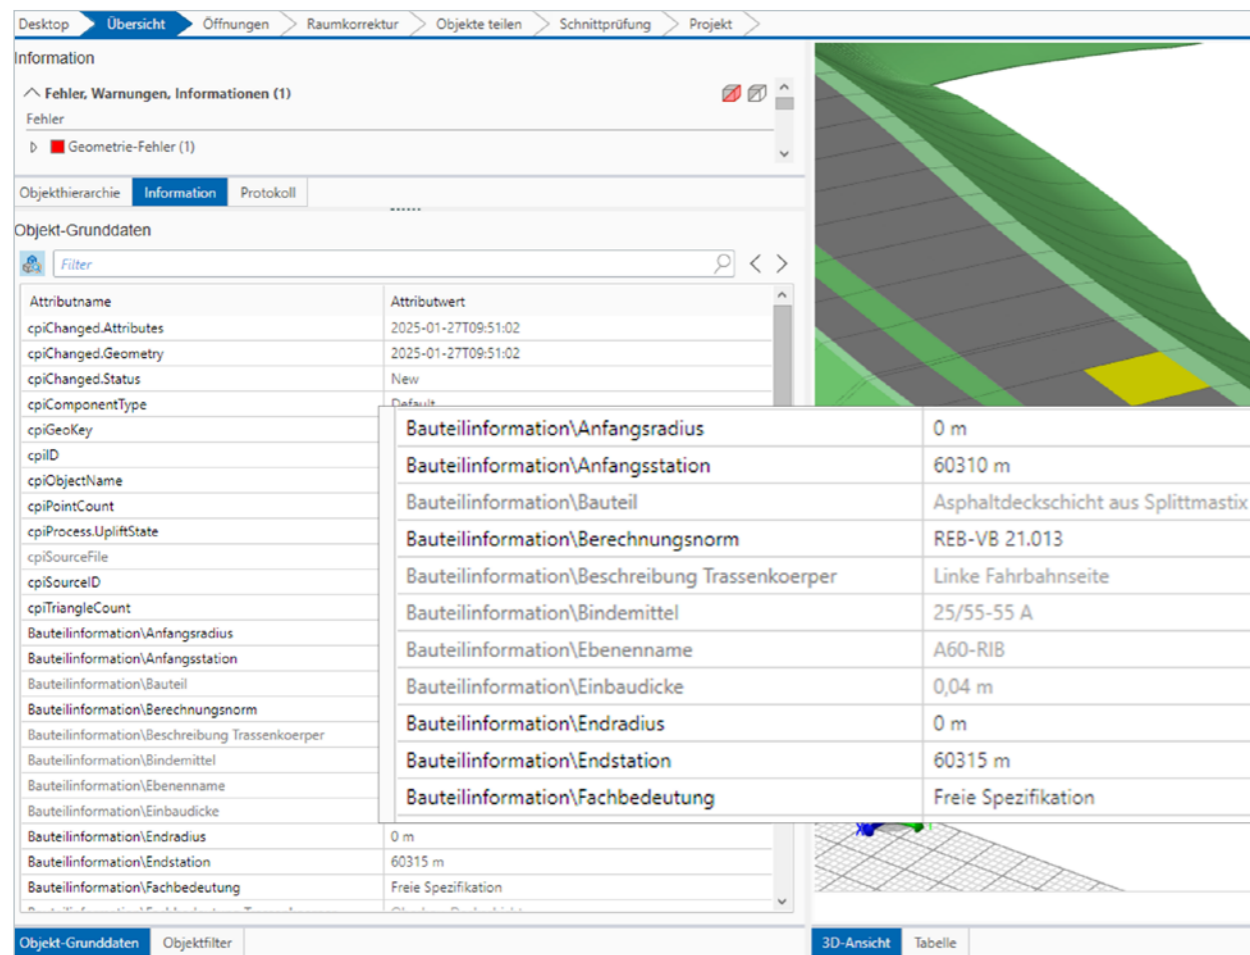 Desktop Übersicht Öffnungen Raumkorrektur Objekte teilen Schnittprüfung Projekt
Information
Fehler, Warnungen, Informationen (1)
Fehler
Geometrie-Fehler (1)
Objekthierarchie Information Protokoll
Objekt-Grunddaten
Filter
Attributname Attributwert
cpiChanged.Attributes 2025-01-27T09:51:02
cpiChanged.Geometry 2025-01-27T09:51:02
cpiChanged.Status New
cpiComponentType Default
cpiGeoKey
cpiID
cpiObjectName
cpiPointCount
cpiProcess.UpliftState
cpiSourceFile
cpiSourceID
cpiTriangleCount
Bauteilinformation\Anfangsradius
Bauteilinformation\Anfangsstation
Bauteilinformation\Bauteil
Bauteilinformation\Berechnungsnorm
Bauteilinformation\Beschreibung Trassenkoerper
Bauteilinformation\Bindemittel
Bauteilinformation\Ebenenname
Bauteilinformation\Einbaudicke
Bauteilinformation\Endradius 0 m
Bauteilinformation\Endstation 60315 m
Bauteilinformation\Fachbedeutung Freie Spezifikation
Bauteilinformation\Anfangsradius 0 m
Bauteilinformation\Anfangsstation 60310 m
Bauteilinformation\Bauteil Asphaltdeckschicht aus Splittmastix
Bauteilinformation\Berechnungsnorm REB-VB 21.013
Bauteilinformation\Beschreibung Trassenkoerper Linke Fahrbahnseite
Bauteilinformation\Bindemittel 25/55-55 A
Bauteilinformation\Ebenenname A60-RIB
Bauteilinformation\Einbaudicke 0,04 m
Bauteilinformation\Endradius 0 m
Bauteilinformation\Endstation 60315 m
Bauteilinformation\Fachbedeutung Freie Spezifikation
Objekt-Grunddaten Objektfilter
3D-Ansicht Tabelle